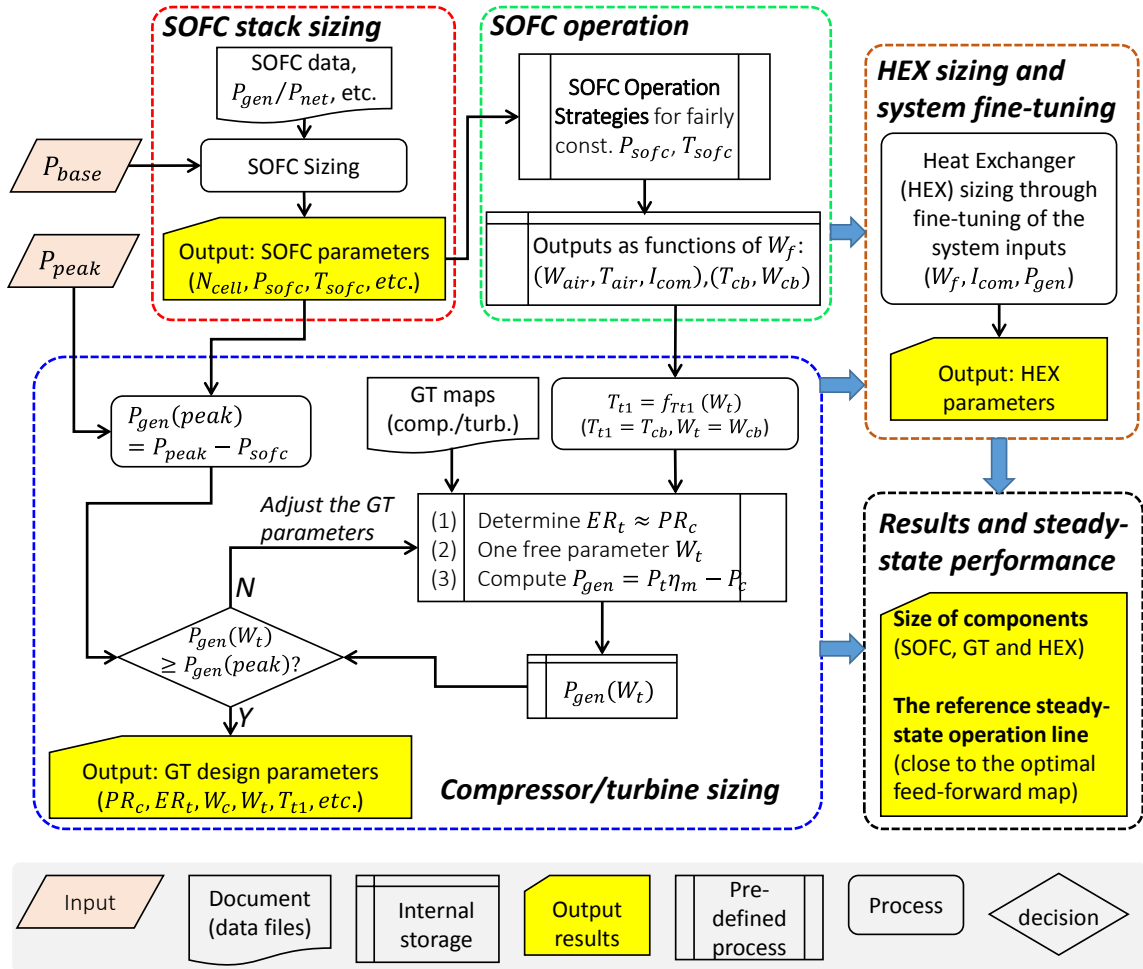 SOFC stack sizing
SOFC data,
P_gen/P_net, etc.
P_base
SOFC Sizing
Output: SOFC parameters
(N_cell, P_sofc, T_sofc, etc.)
P_peak
SOFC operation
SOFC Operation
Strategies for fairly
const. P_sofc, T_sofc
Outputs as functions of W_f:
(W_air, T_air, I_com),(T_cb, W_cb)
HEX sizing and
system fine-tuning
Heat Exchanger
(HEX) sizing through
fine-tuning of the
system inputs
(W_f, I_com, P_gen)
Output: HEX
parameters
P_gen(peak)
= P_peak − P_sofc
GT maps
(comp./turb.)
T_t1 = f_Tt1 (W_t)
(T_t1 = T_cb, W_t = W_cb)
Adjust the GT
parameters
(1) Determine ER_t ≈ PR_c
(2) One free parameter W_t
(3) Compute P_gen = P_tη_m − P_c
N
P_gen(W_t)
≥ P_gen(peak)?
P_gen(W_t)
Y
Output: GT design parameters
(PR_c, ER_t, W_c, W_t, T_t1, etc.)
Compressor/turbine sizing
Results and steady-
state performance
Size of components
(SOFC, GT and HEX)
The reference steady-
state operation line
(close to the optimal
feed-forward map)
Input
Document
(data files)
Internal
storage
Output
results
Pre-
defined
process
Process
decision